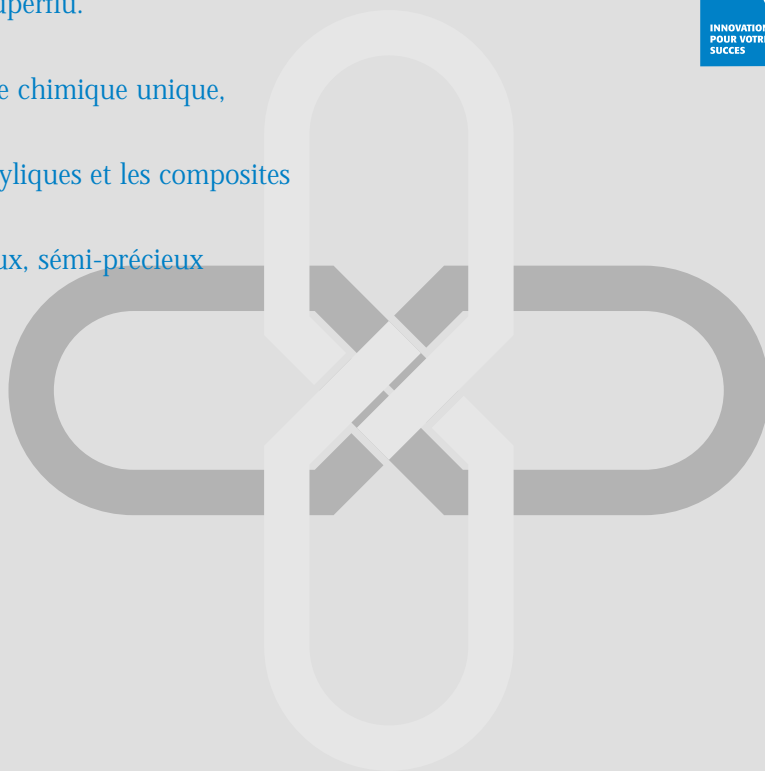 uperflu.
INNOVATION
POUR VOTRE
SUCCES
e chimique unique,
yliques et les composites
ux, sémi-précieux